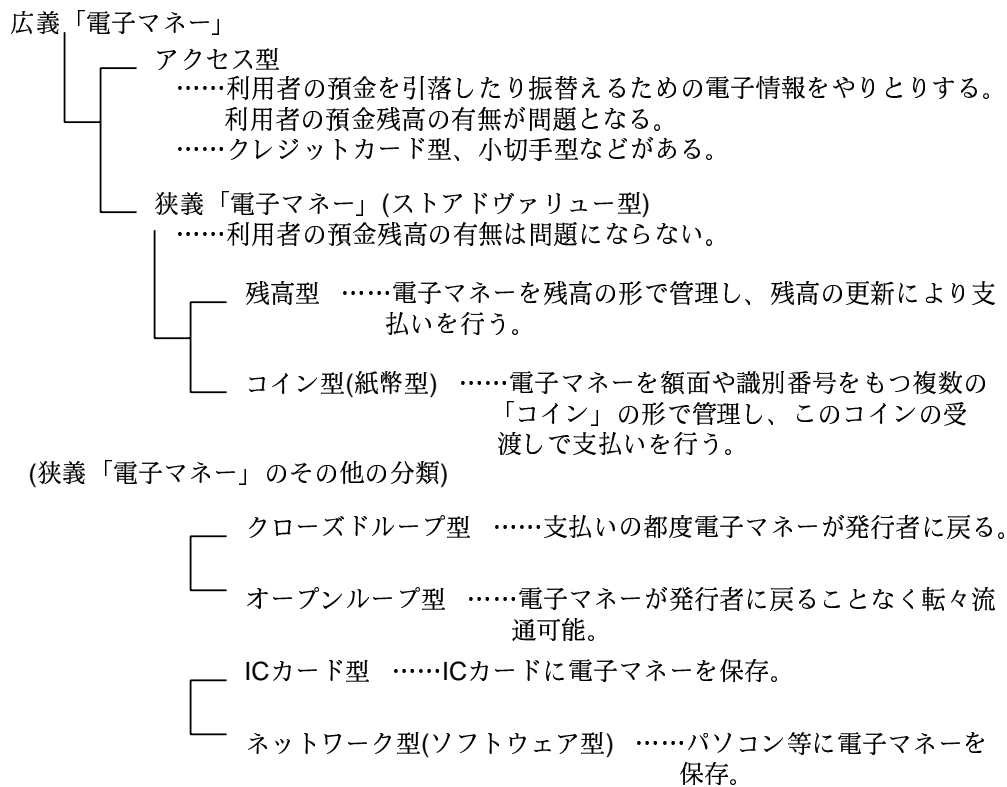 広義「電子マネー」
アクセス型
……利用者の預金を引落したり振替えるための電子情報をやりとりする。
利用者の預金残高の有無が問題となる。
……クレジットカード型、小切手型などがある。
狭義「電子マネー」(ストアドヴァリュー型)
……利用者の預金残高の有無は問題にならない。
残高型 ……電子マネーを残高の形で管理し、残高の更新により支
払いを行う。
コイン型(紙幣型) ……電子マネーを額面や識別番号をもつ複数の
「コイン」の形で管理し、このコインの受
渡しで支払いを行う。
(狭義「電子マネー」のその他の分類)
クローズドループ型 ……支払いの都度電子マネーが発行者に戻る。
オープンループ型 ……電子マネーが発行者に戻ることなく転々流
通可能。
ICカード型 ……ICカードに電子マネーを保存。
ネットワーク型(ソフトウェア型) ……パソコン等に電子マネーを
保存。